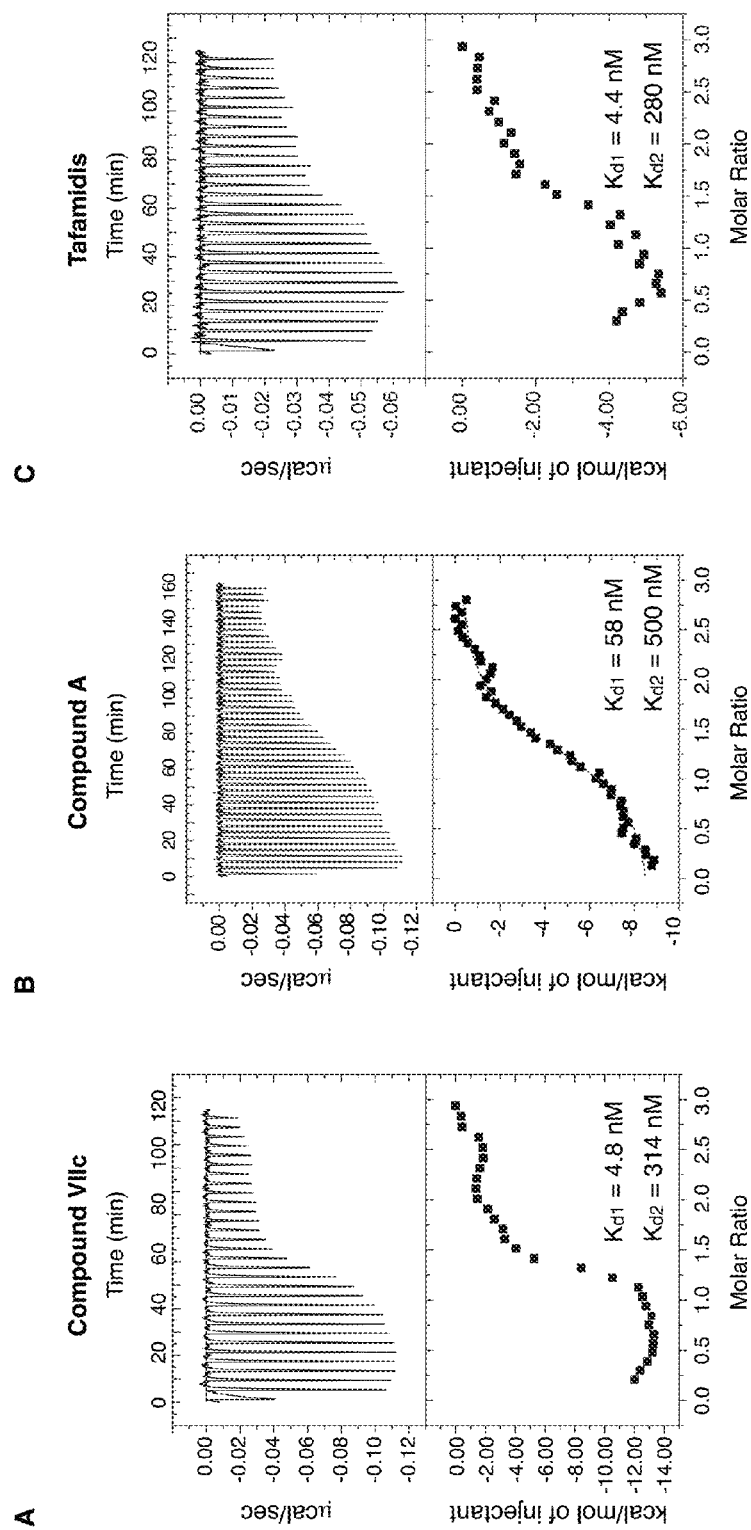 A
Compound VIIc
Time (min)
0 20 40 60 80 100 120
0.00
-0.02
-0.04
-0.06
-0.08
-0.10
-0.12
µcal/sec
0.00
-2.00
-4.00
-6.00
-8.00
-10.00
-12.00
-14.00
kcal/mol of injectant
Kd1 = 4.8 nM
Kd2 = 314 nM
0.0 0.5 1.0 1.5 2.0 2.5 3.0
Molar Ratio
B
Compound A
Time (min)
0 20 40 60 80 100 120 140 160
0.00
-0.02
-0.04
-0.06
-0.08
-0.10
-0.12
µcal/sec
0
-2
-4
-6
-8
-10
kcal/mol of injectant
Kd1 = 58 nM
Kd2 = 500 nM
0.0 0.5 1.0 1.5 2.0 2.5 3.0
Molar Ratio
C
Tafamidis
Time (min)
0 20 40 60 80 100 120
0.00
-0.01
-0.02
-0.03
-0.04
-0.05
-0.06
µcal/sec
0.00
-2.00
-4.00
-6.00
kcal/mol of injectant
Kd1 = 4.4 nM
Kd2 = 280 nM
0.0 0.5 1.0 1.5 2.0 2.5 3.0
Molar Ratio